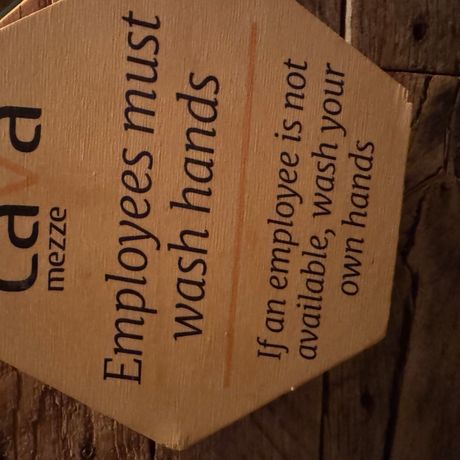 cava
mezze
Employees must
wash hands
If an employee is not
available, wash your
own hands